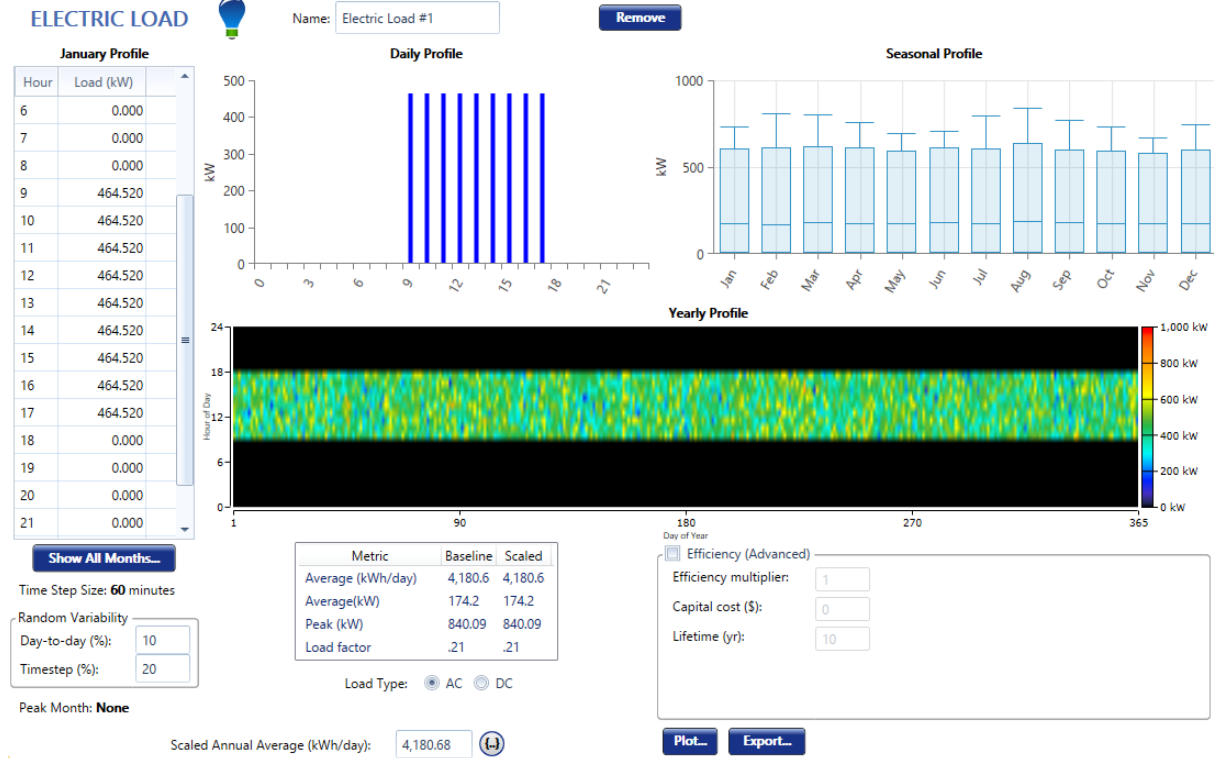 ELECTRIC LOAD
Name: Electric Load #1
Remove
January Profile
Hour Load (kW)
6 0.000
7 0.000
8 0.000
9 464.520
10 464.520
11 464.520
12 464.520
13 464.520
14 464.520
15 464.520
16 464.520
17 464.520
18 0.000
19 0.000
20 0.000
21 0.000
Show All Months...
Time Step Size: 60 minutes
Random Variability
Day-to-day (%): 10
Timestep (%): 20
Peak Month: None
Daily Profile
kW
500
400
300
200
100
0
0 3 6 9 12 15 18 21
Seasonal Profile
kW
1000
500
0
Jan Feb Mar Apr May Jun Jul Aug Sep Oct Nov Dec
Yearly Profile
Hour of Day
24
18
12
6
0
1 90 180 270 365
Day of Year
1,000 kW
800 kW
600 kW
400 kW
200 kW
0 kW
Metric Baseline Scaled
Average (kWh/day) 4,180.6 4,180.6
Average(kW) 174.2 174.2
Peak (kW) 840.09 840.09
Load factor .21 .21
Load Type: AC DC
Scaled Annual Average (kWh/day): 4,180.68 {..}
Efficiency (Advanced)
Efficiency multiplier: 1
Capital cost ($): 0
Lifetime (yr): 10
Plot... Export...